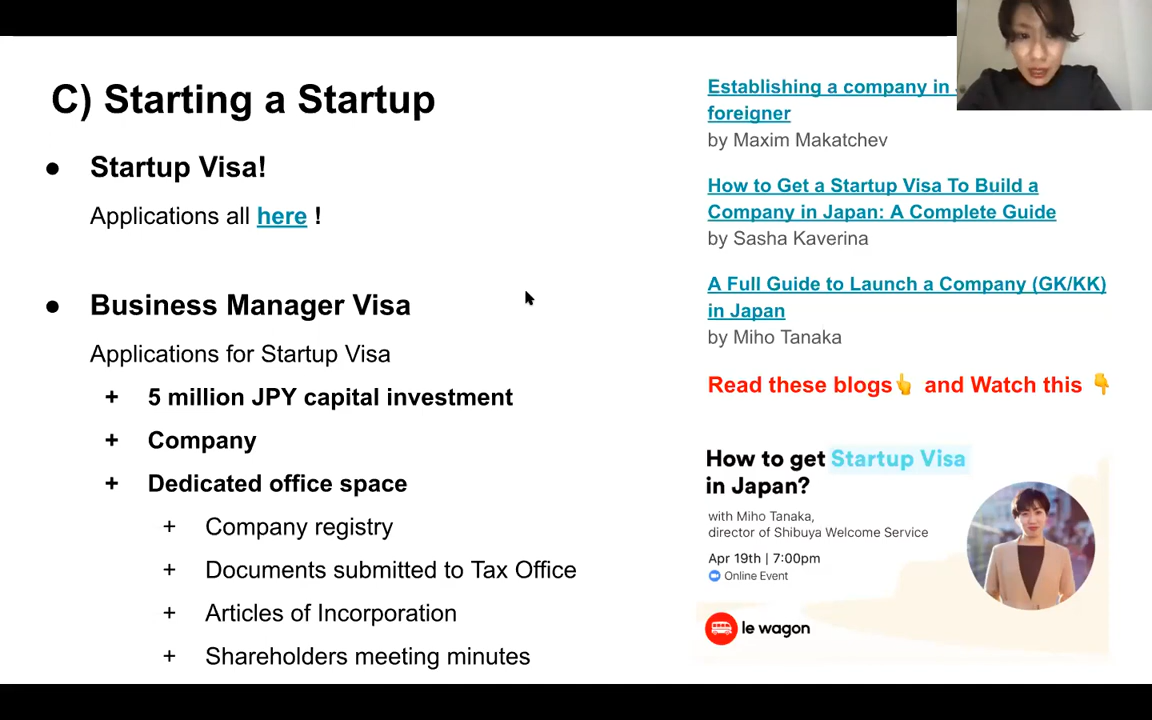 C) Starting a Startup
● Startup Visa!
Applications all here !
● Business Manager Visa
Applications for Startup Visa
+ 5 million JPY capital investment
+ Company
+ Dedicated office space
+ Company registry
+ Documents submitted to Tax Office
+ Articles of Incorporation
+ Shareholders meeting minutes
Establishing a company in
foreigner
by Maxim Makatchev
How to Get a Startup Visa To Build a
Company in Japan: A Complete Guide
by Sasha Kaverina
A Full Guide to Launch a Company (GK/KK)
in Japan
by Miho Tanaka
Read these blogs👆 and Watch this 👇
How to get Startup Visa
in Japan?
with Miho Tanaka,
director of Shibuya Welcome Service
Apr 19th | 7:00pm
Online Event
le wagon